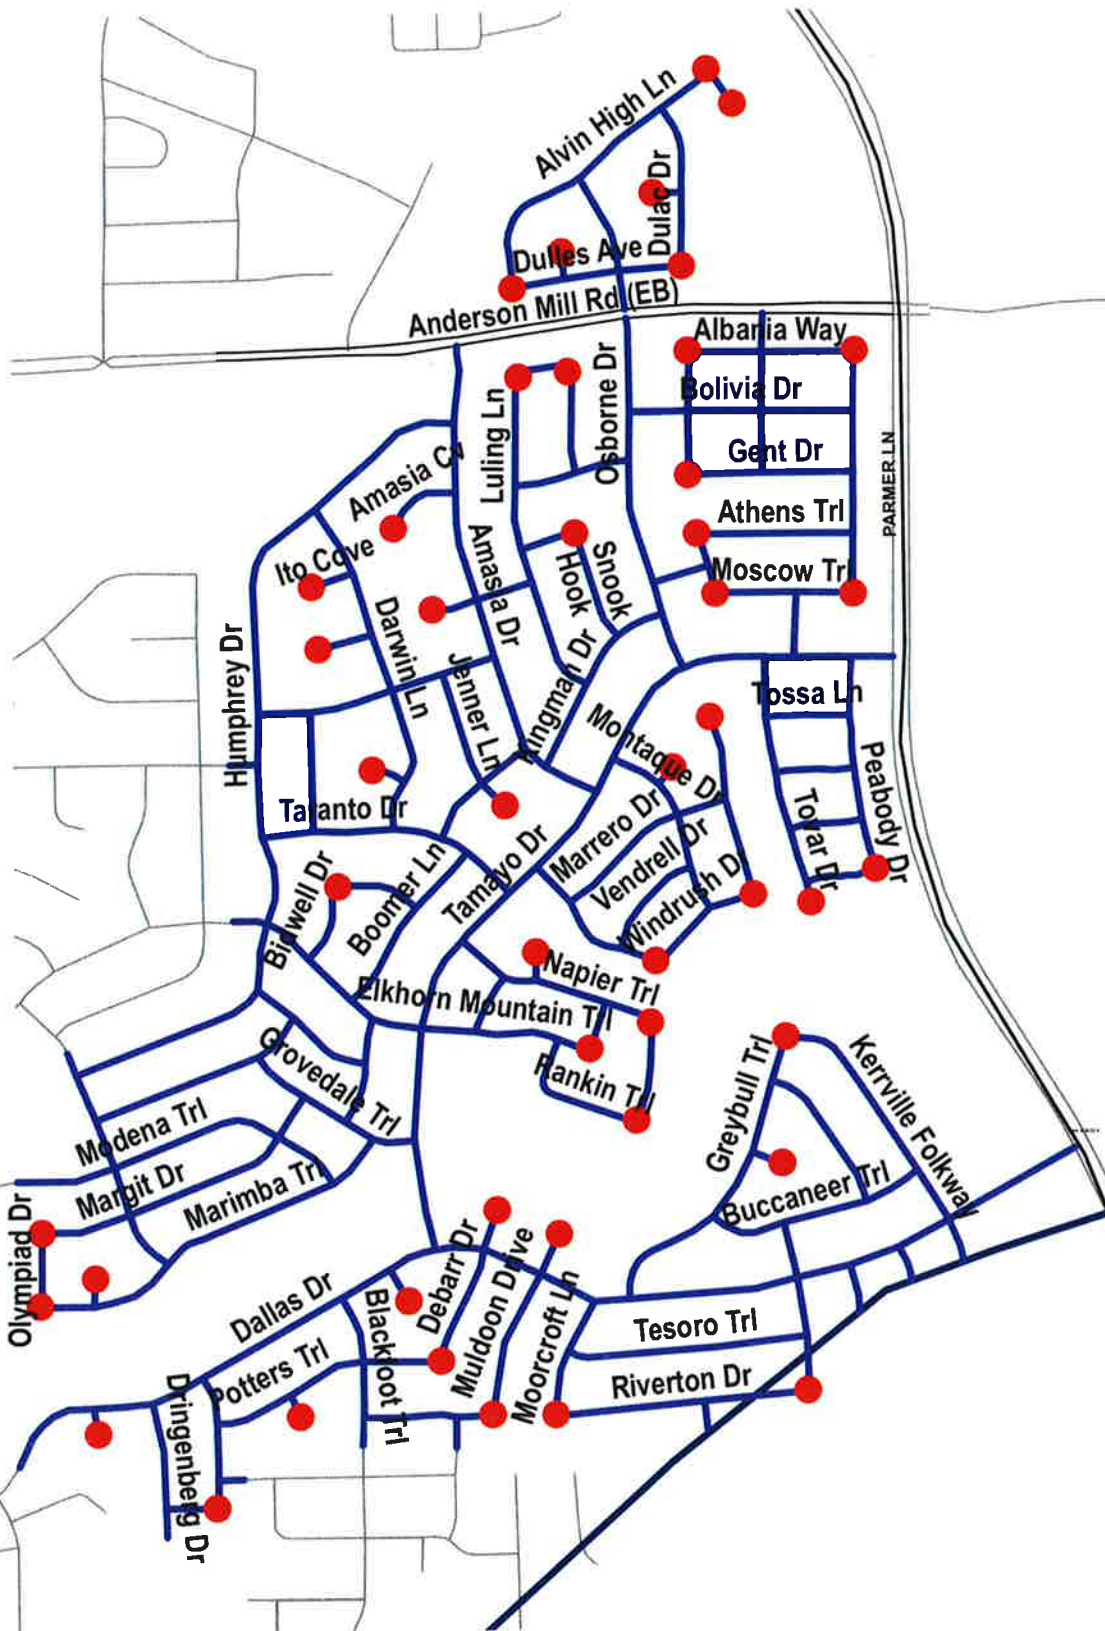 Alvin High Ln
Dulac Dr
Dulles Ave
Anderson Mill Rd (EB)
Albania Way
Osborne Dr
Bolivia Dr
Luling Ln
Gent Dr
PARMER LN
Amasia Cv
Athens Trl
Ito Cove
Amasia Dr
Hook
Snook
Moscow Trl
Darwin Ln
Humphrey Dr
Jenner Ln
Kingman Dr
Tossa Ln
Montaque Dr
Peabody Dr
Taranto Dr
Marrero Dr
Tovar Dr
Tamayo Dr
Vendrell Dr
Bidwell Dr
Boomer Ln
Windrush Dr
Napier Trl
Elkhorn Mountain Trl
Grovedale Trl
Rankin Trl
Greybull Trl
Kerrville Folkway
Modena Trl
Margit Dr
Marimba Trl
Buccaneer Trl
Olympiad Dr
Debarr Dr
Muldoon Drive
Dallas Dr
Blackfoot Trl
Moorcroft Ln
Tesoro Trl
Potters Trl
Riverton Dr
Dringenberg Dr